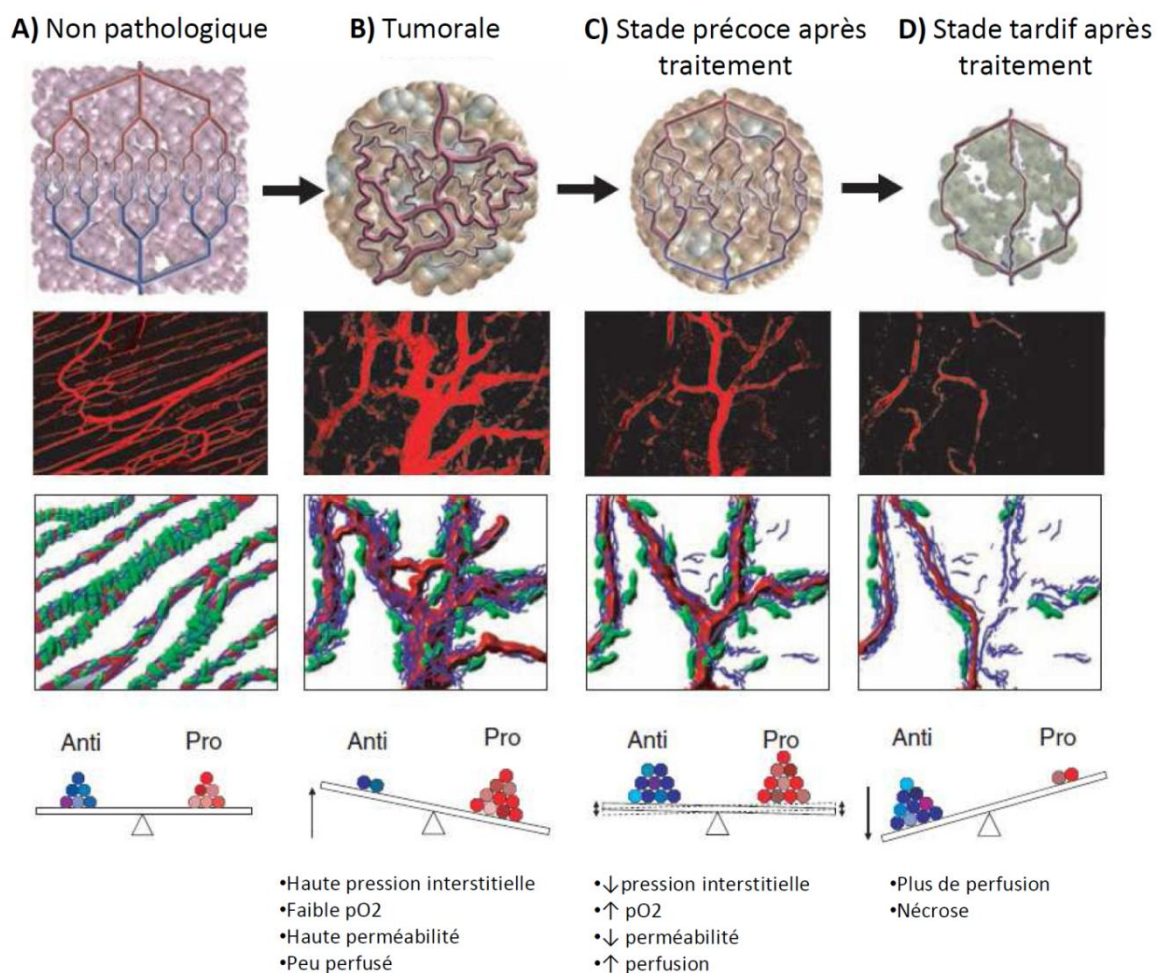 A) Non pathologique
B) Tumorale
C) Stade précoce après
traitement
D) Stade tardif après
traitement
Anti Pro
Anti Pro
Anti Pro
Anti Pro
•Haute pression interstitielle
•Faible pO2
•Haute perméabilité
•Peu perfusé
•↓pression interstitielle
•↑ pO2
•↓ perméabilité
•↑ perfusion
•Plus de perfusion
•Nécrose